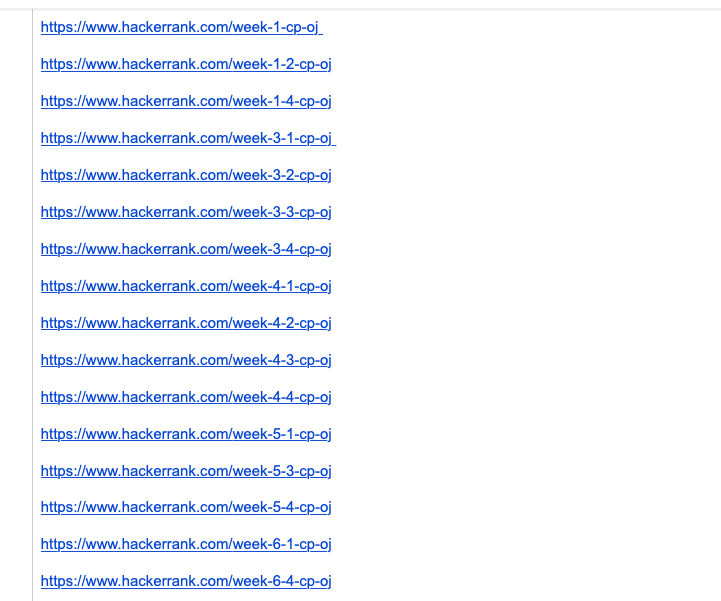 https://www.hackerrank.com/week-1-cp-oj
https://www.hackerrank.com/week-1-2-cp-oj
https://www.hackerrank.com/week-1-4-cp-oj
https://www.hackerrank.com/week-3-1-cp-oj
https://www.hackerrank.com/week-3-2-cp-oj
https://www.hackerrank.com/week-3-3-cp-oj
https://www.hackerrank.com/week-3-4-cp-oj
https://www.hackerrank.com/week-4-1-cp-oj
https://www.hackerrank.com/week-4-2-cp-oj
https://www.hackerrank.com/week-4-3-cp-oj
https://www.hackerrank.com/week-4-4-cp-oj
https://www.hackerrank.com/week-5-1-cp-oj
https://www.hackerrank.com/week-5-3-cp-oj
https://www.hackerrank.com/week-5-4-cp-oj
https://www.hackerrank.com/week-6-1-cp-oj
https://www.hackerrank.com/week-6-4-cp-oj